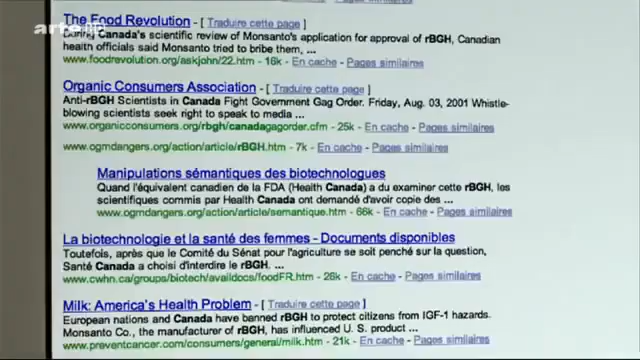 arte HD
The Food Revolution - [ Traduire cette page ]
During Canada's scientific review of Monsanto's application for approval of rBGH, Canadian
health officials said Monsanto tried to bribe them, ...
www.foodrevolution.org/askjohn/22.htm - 16k - En cache - Pages similaires
Organic Consumers Association - [ Traduire cette page ]
Anti-rBGH Scientists in Canada Fight Government Gag Order. Friday, Aug. 03, 2001 Whistle-
blowing scientists seek right to speak to media ...
www.organicconsumers.org/rbgh/canadagagorder.cfm - 25k - En cache - Pages similaires
www.ogmdangers.org/action/article/rBGH.htm - 7k - En cache - Pages similaires
Manipulations sémantiques des biotechnologues
Quand l'équivalent canadien de la FDA (Health Canada) a du examiner cette rBGH, les
scientifiques commis par Health Canada ont demandé d'avoir copie des ...
www.ogmdangers.org/action/article/semantique.htm - 66k - En cache - Pages similaires
La biotechnologie et la santé des femmes - Documents disponibles
Toutefois, après que le Comité du Sénat pour l'agriculture se soit penché sur la question,
Santé Canada a choisi d'interdire le rBGH, ...
www.cwhn.ca/groups/biotech/availdocs/foodFR.htm - 26k - En cache - Pages similaires
Milk: America's Health Problem - [ Traduire cette page ]
European nations and Canada have banned rBGH to protect citizens from IGF-1 hazards.
Monsanto Co., the manufacturer of rBGH, has influenced U. S. product ...
www.preventcancer.com/consumers/general/milk.htm - 21k - En cache - Pages similaires